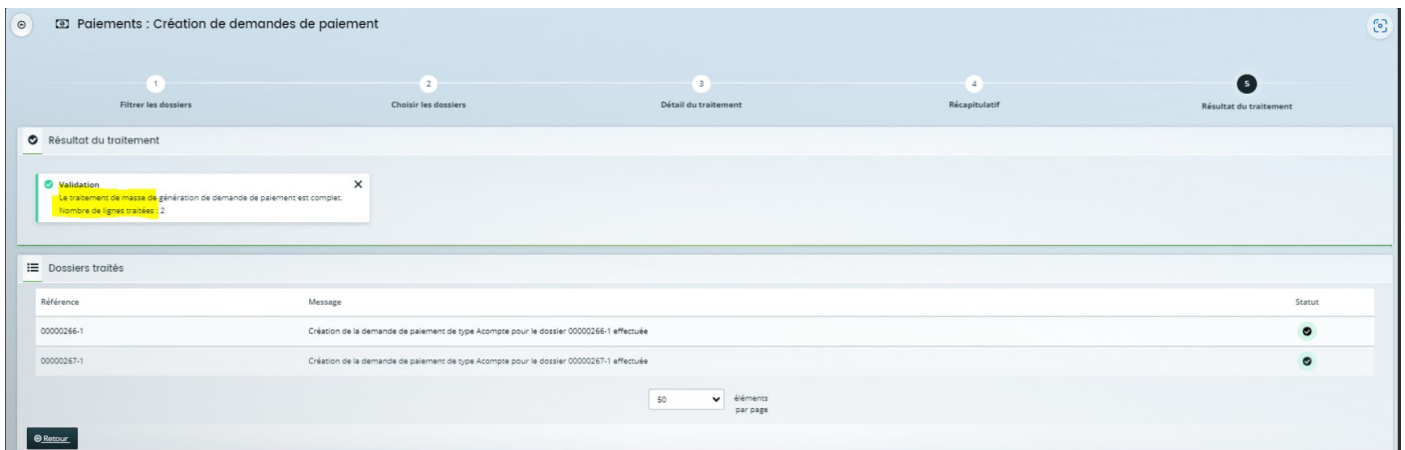 Paiements : Création de demandes de paiement
1
2
3
4
5
Filtrer les dossiers
Choisir les dossiers
Détail du traitement
Récapitulatif
Résultat du traitement
Résultat du traitement
Validation
Le traitement de masse de génération de demande de paiement est complet.
Nombre de lignes traitées : 2
Dossiers traités
Référence Message Statut
00000266-1 Création de la demande de paiement de type Acompte pour le dossier 00000266-1 effectuée
00000267-1 Création de la demande de paiement de type Acompte pour le dossier 00000267-1 effectuée
50 éléments
par page
Retour